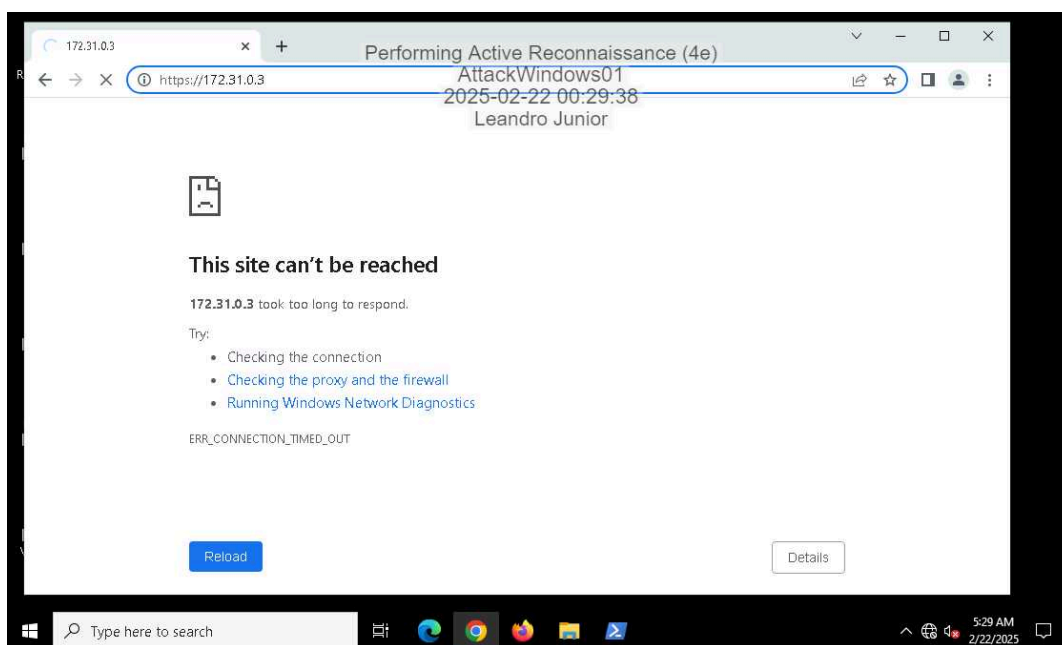 172.31.0.3
Performing Active Reconnaissance (4e)
https://172.31.0.3
AttackWindows01
2025-02-22 00:29:38
Leandro Junior
This site can't be reached
172.31.0.3 took too long to respond.
Try:
• Checking the connection
• Checking the proxy and the firewall
• Running Windows Network Diagnostics
ERR_CONNECTION_TIMED_OUT
Reload
Details
Type here to search
5:29 AM
2/22/2025